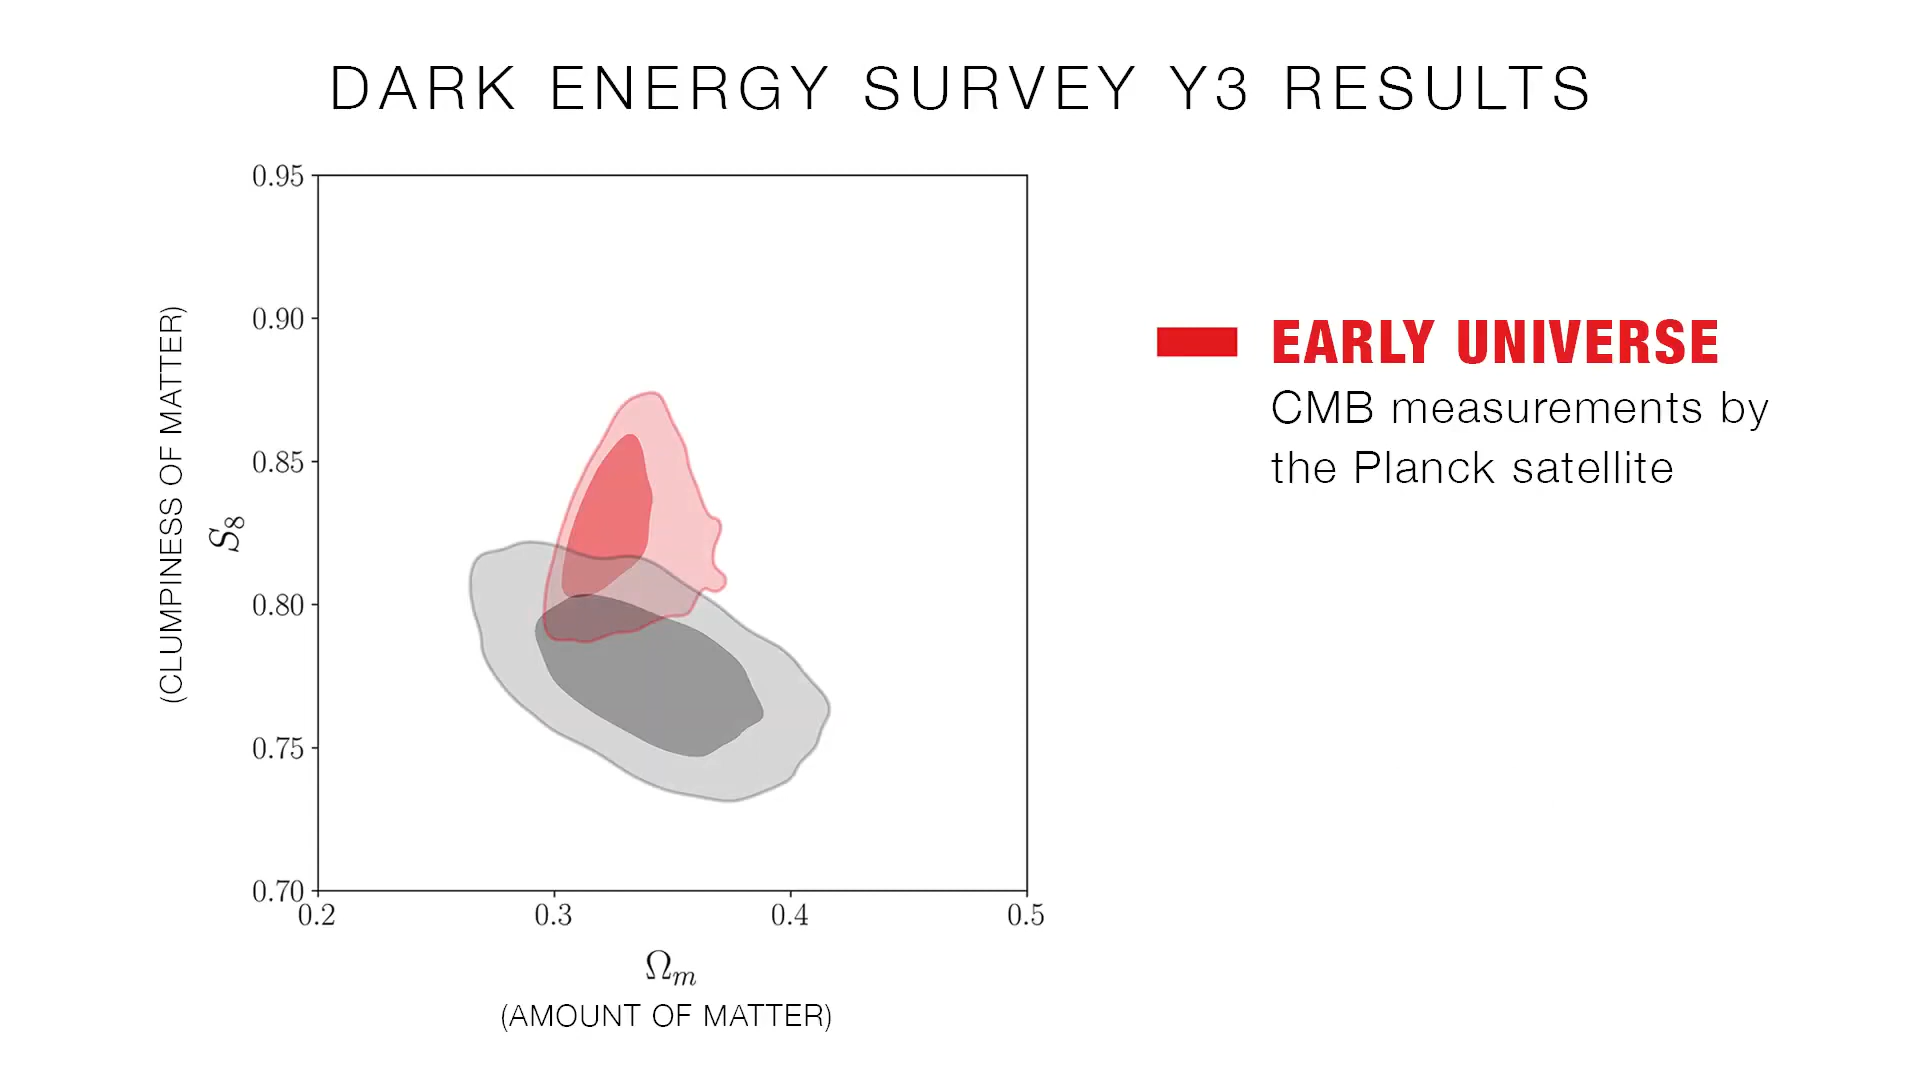 DARK ENERGY SURVEY Y3 RESULTS
0.95
0.90
0.85
0.80
0.75
0.70
(CLUMPINESS OF MATTER)
S₈
0.2 0.3 0.4 0.5
Ωₘ
(AMOUNT OF MATTER)
EARLY UNIVERSE
CMB measurements by
the Planck satellite